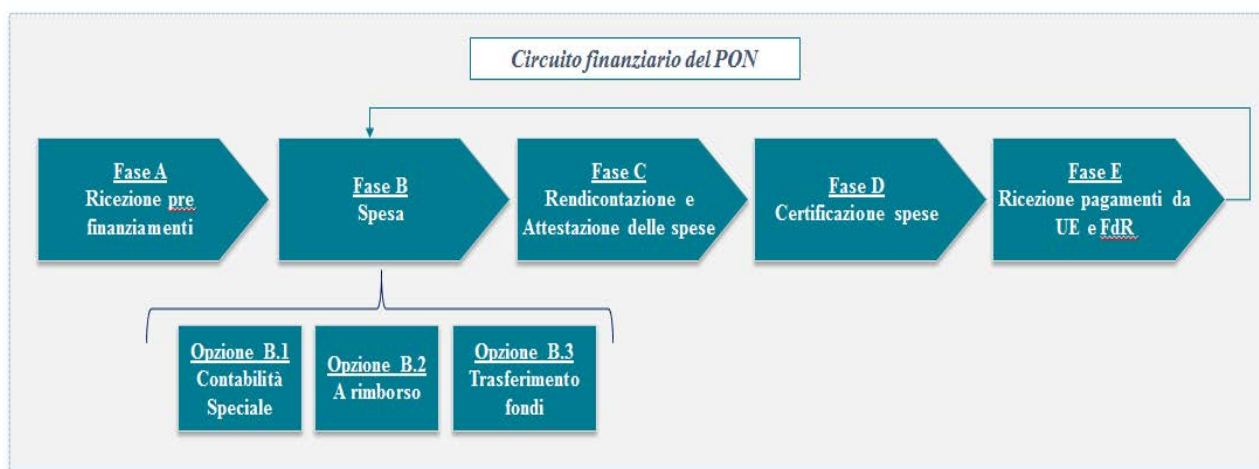 Circuito finanziario del PON
Fase A
Ricezione pre
finanziamenti
Fase B
Spesa
Fase C
Rendicontazione e
Attestazione delle spese
Fase D
Certificazione spese
Fase E
Ricezione pagamenti da
UE e FdR
Opzione B.1
Contabilità
Speciale
Opzione B.2
A rimborso
Opzione B.3
Trasferimento
fondi